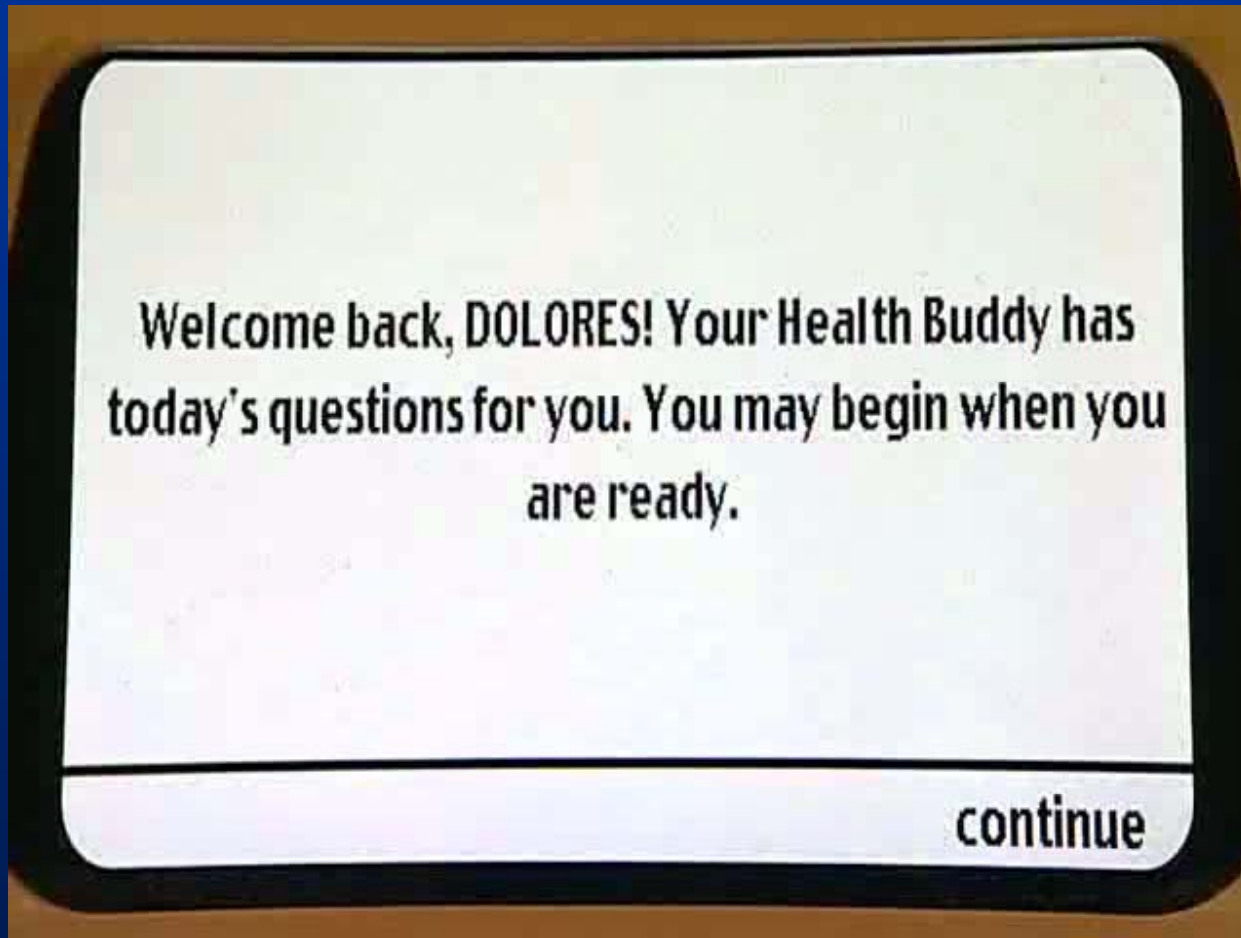 Welcome back, DOLORES! Your Health Buddy has
today's questions for you. You may begin when you
are ready.
continue